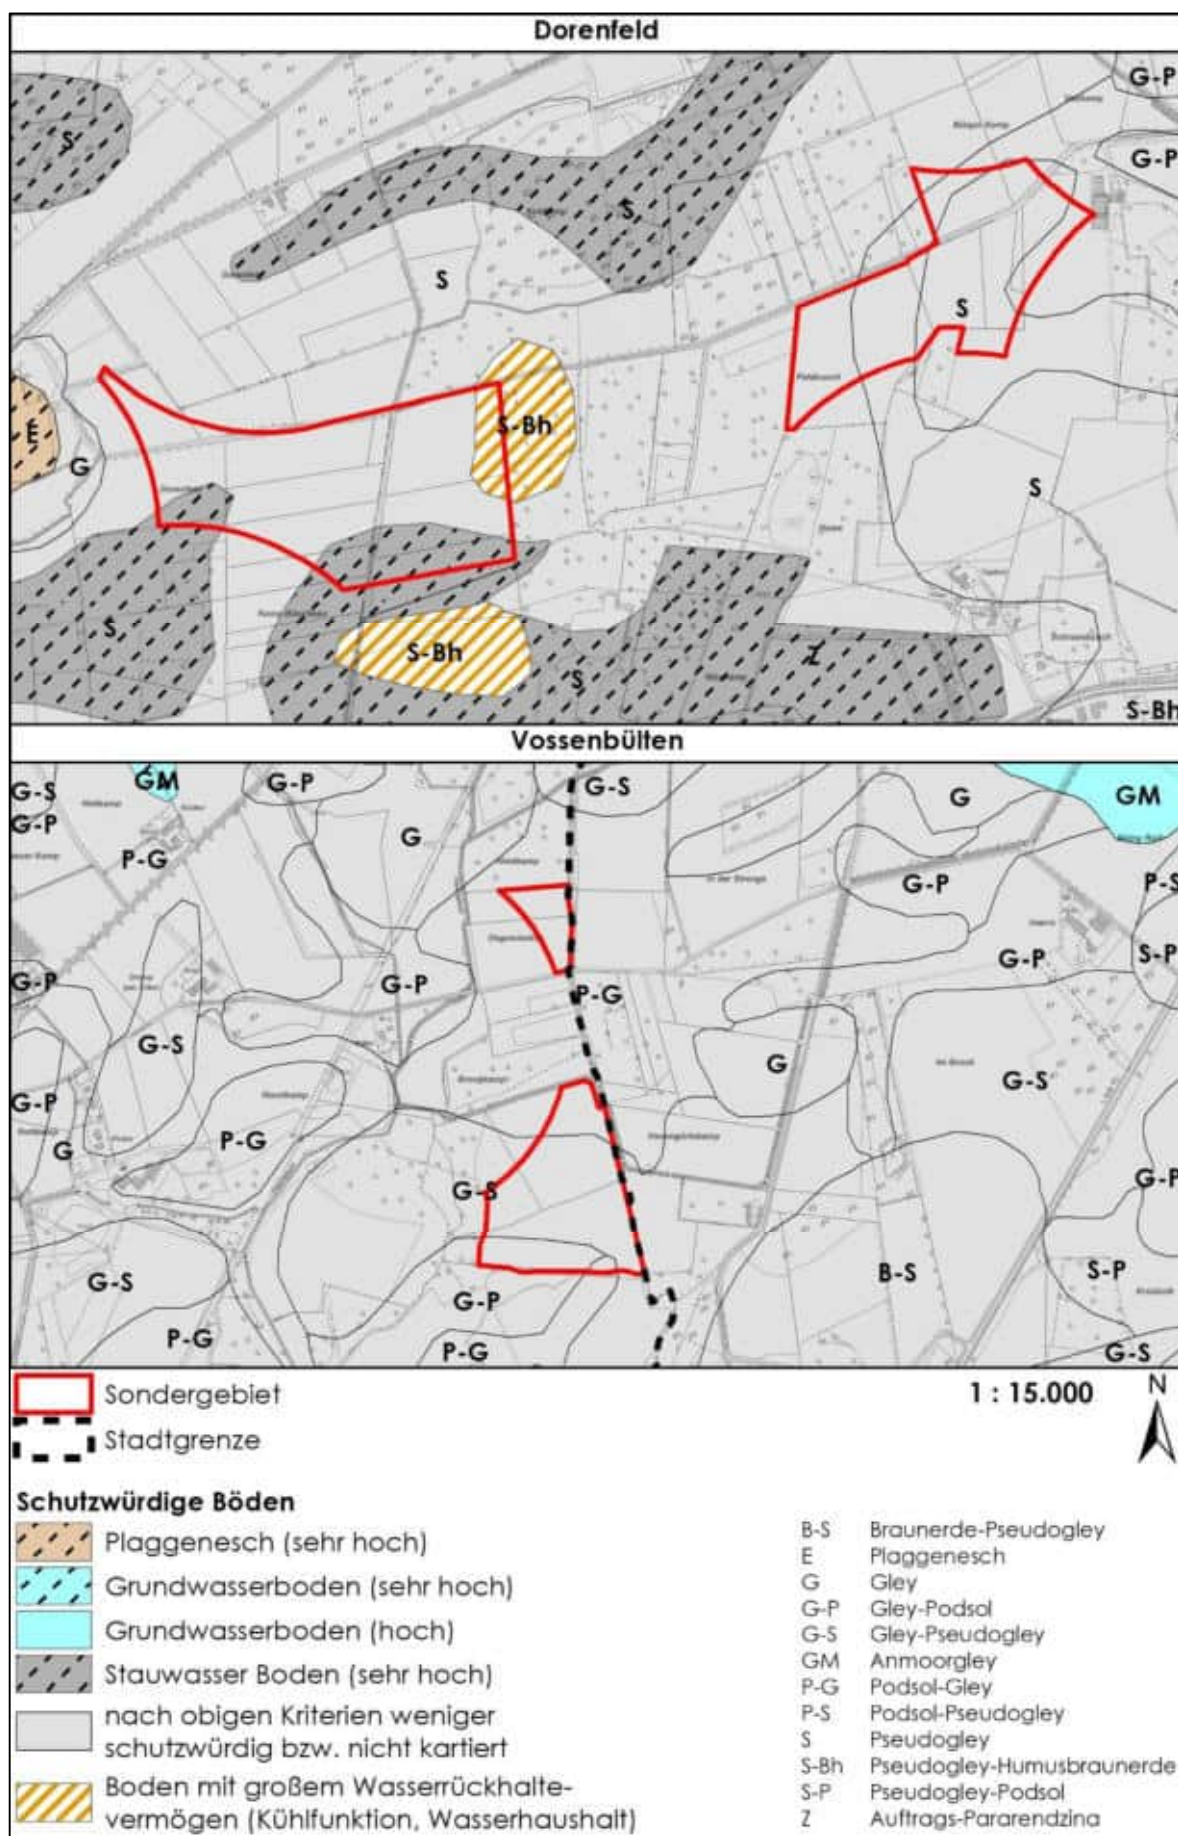 Dorenfeld
G-P
S
G-P
S
S
S
S-Bh
E
G
S
S
S-Bh
S
Z
S-Bh
Vossenbülten
GM
G-P
G-S
G-S
G
GM
G-P
G
P-G
G-P
P-S
G-P
G-P
S-P
G-P
P-G
G-S
G
G-S
G-P
P-G
G
G-P
G-S
G-S
B-S
S-P
G-P
P-G
P-G
G-S
Sondergebiet
1 : 15.000
N
Stadtgrenze
Schutzwürdige Böden
Plaggenesch (sehr hoch)
Grundwasserboden (sehr hoch)
Grundwasserboden (hoch)
Stauwasser Boden (sehr hoch)
nach obigen Kriterien weniger
schutzwürdig bzw. nicht kartiert
Boden mit großem Wasserrückhalte-
vermögen (Kühlfunktion, Wasserhaushalt)
B-S Braunerde-Pseudogley
E Plaggenesch
G Gley
G-P Gley-Podsol
G-S Gley-Pseudogley
GM Anmoorgley
P-G Podsol-Gley
P-S Podsol-Pseudogley
S Pseudogley
S-Bh Pseudogley-Humusbraunerde
S-P Pseudogley-Podsol
Z Auftrags-Pararendzina